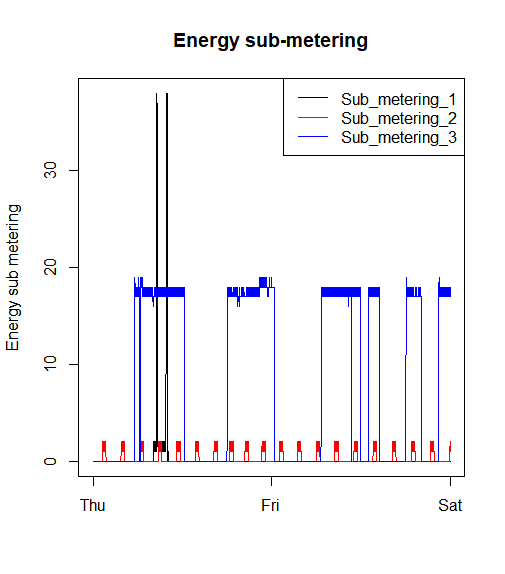 Energy sub-metering
Sub_metering_1
Sub_metering_2
Sub_metering_3
Energy sub metering
30
20
10
0
Thu Fri Sat